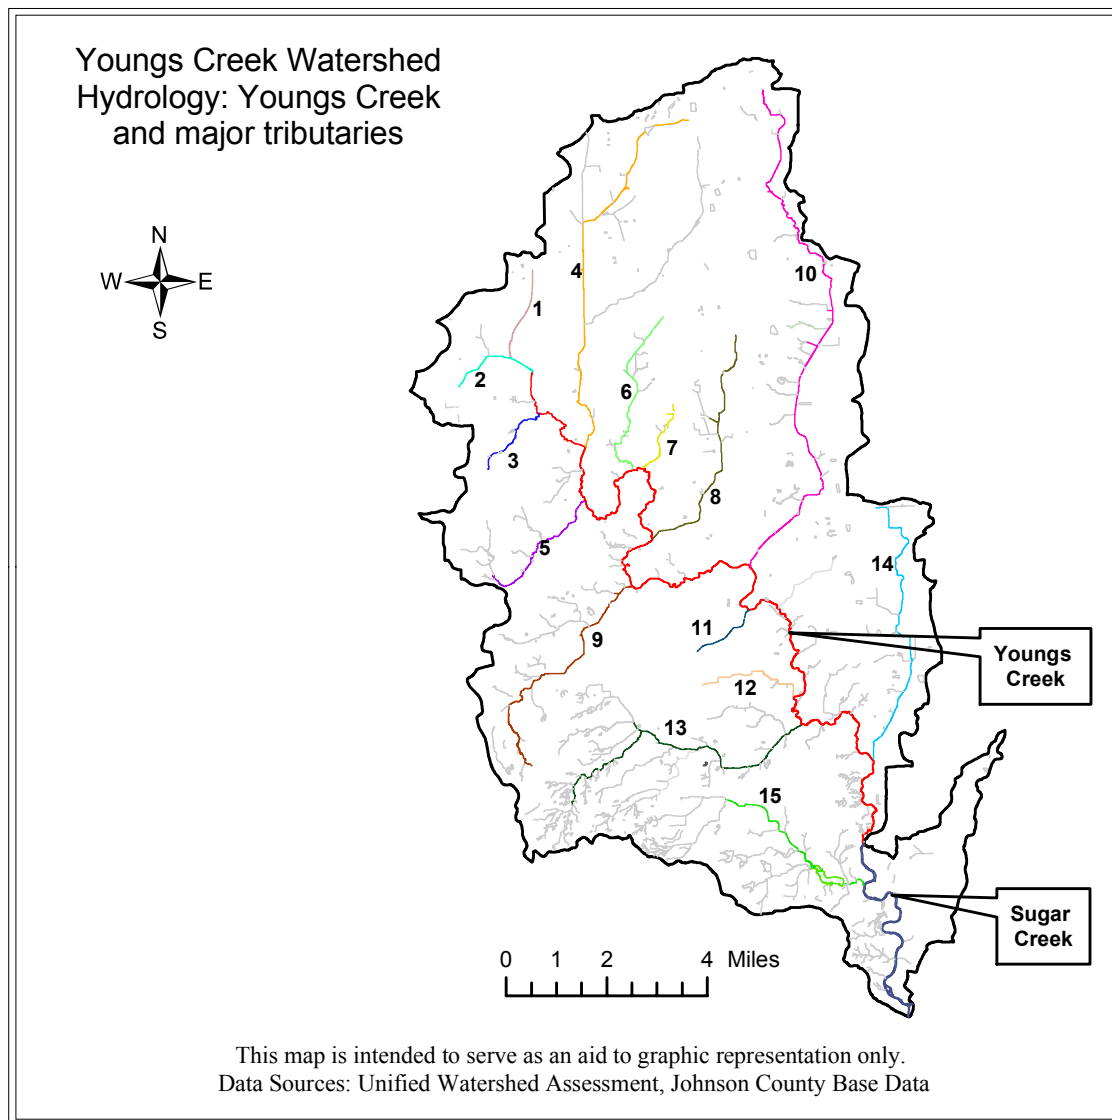 Youngs Creek Watershed
Hydrology: Youngs Creek
and major tributaries
N
W E
S
10
4
1
2
6
7
3
8
5
14
9
11
Youngs
Creek
12
13
15
Sugar
Creek
0 1 2 4 Miles
This map is intended to serve as an aid to graphic representation only.
Data Sources: Unified Watershed Assessment, Johnson County Base Data